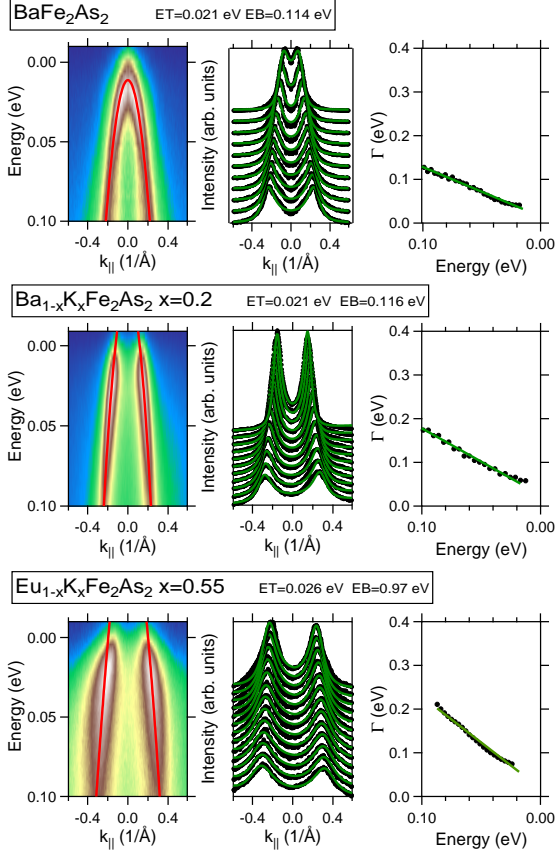 BaFe2As2 ET=0.021 eV EB=0.114 eV
Energy (eV)
0.00
0.05
0.10
-0.4 0.0 0.4
k|| (1/Å)
Intensity (arb. units)
-0.4 0.0 0.4
k|| (1/Å)
Γ (eV)
0.4
0.3
0.2
0.1
0.0
0.10 0.00
Energy (eV)
Ba1-xKxFe2As2 x=0.2 ET=0.021 eV EB=0.116 eV
Energy (eV)
0.00
0.05
0.10
-0.4 0.0 0.4
k|| (1/Å)
Intensity (arb. units)
-0.4 0.0 0.4
k|| (1/Å)
Γ (eV)
0.4
0.3
0.2
0.1
0.0
0.10 0.00
Energy (eV)
Eu1-xKxFe2As2 x=0.55 ET=0.026 eV EB=0.97 eV
Energy (eV)
0.00
0.05
0.10
-0.4 0.0 0.4
k|| (1/Å)
Intensity (arb. units)
-0.4 0.0 0.4
k|| (1/Å)
Γ (eV)
0.4
0.3
0.2
0.1
0.0
0.10 0.00
Energy (eV)